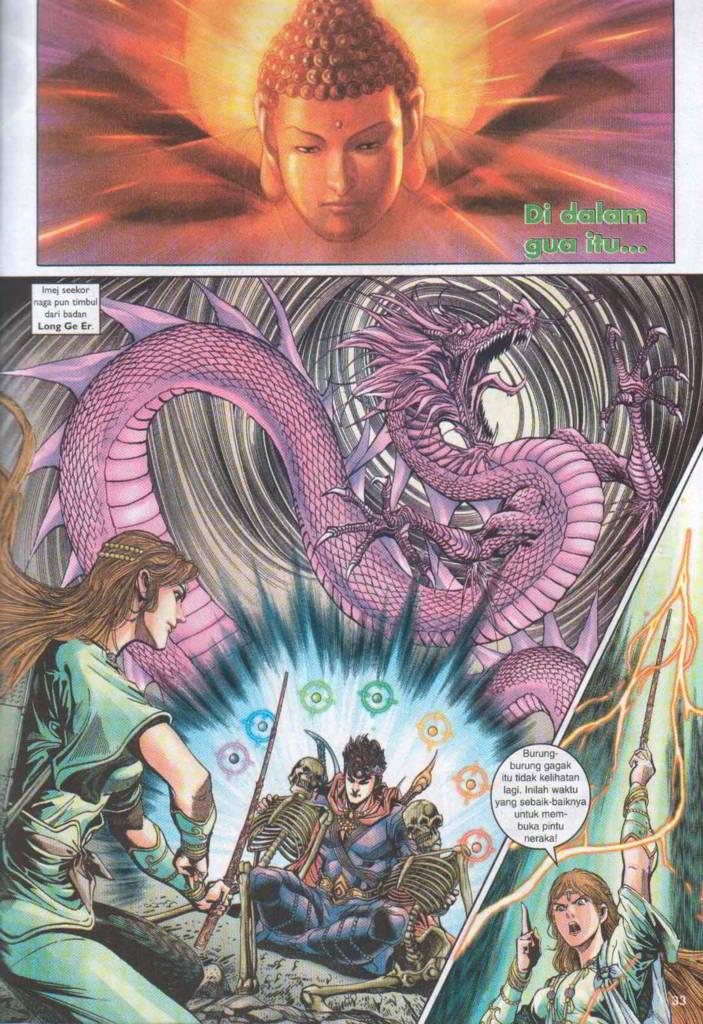 Di dalam
gua itu...
Imej seekor
naga pun timbul
dari badan
Long Ge Er.
Burung-
burung gagak
itu tidak kelihatan
lagi. Inilah waktu
yang sebaik-baiknya
untuk mem-
buka pintu
neraka!
33